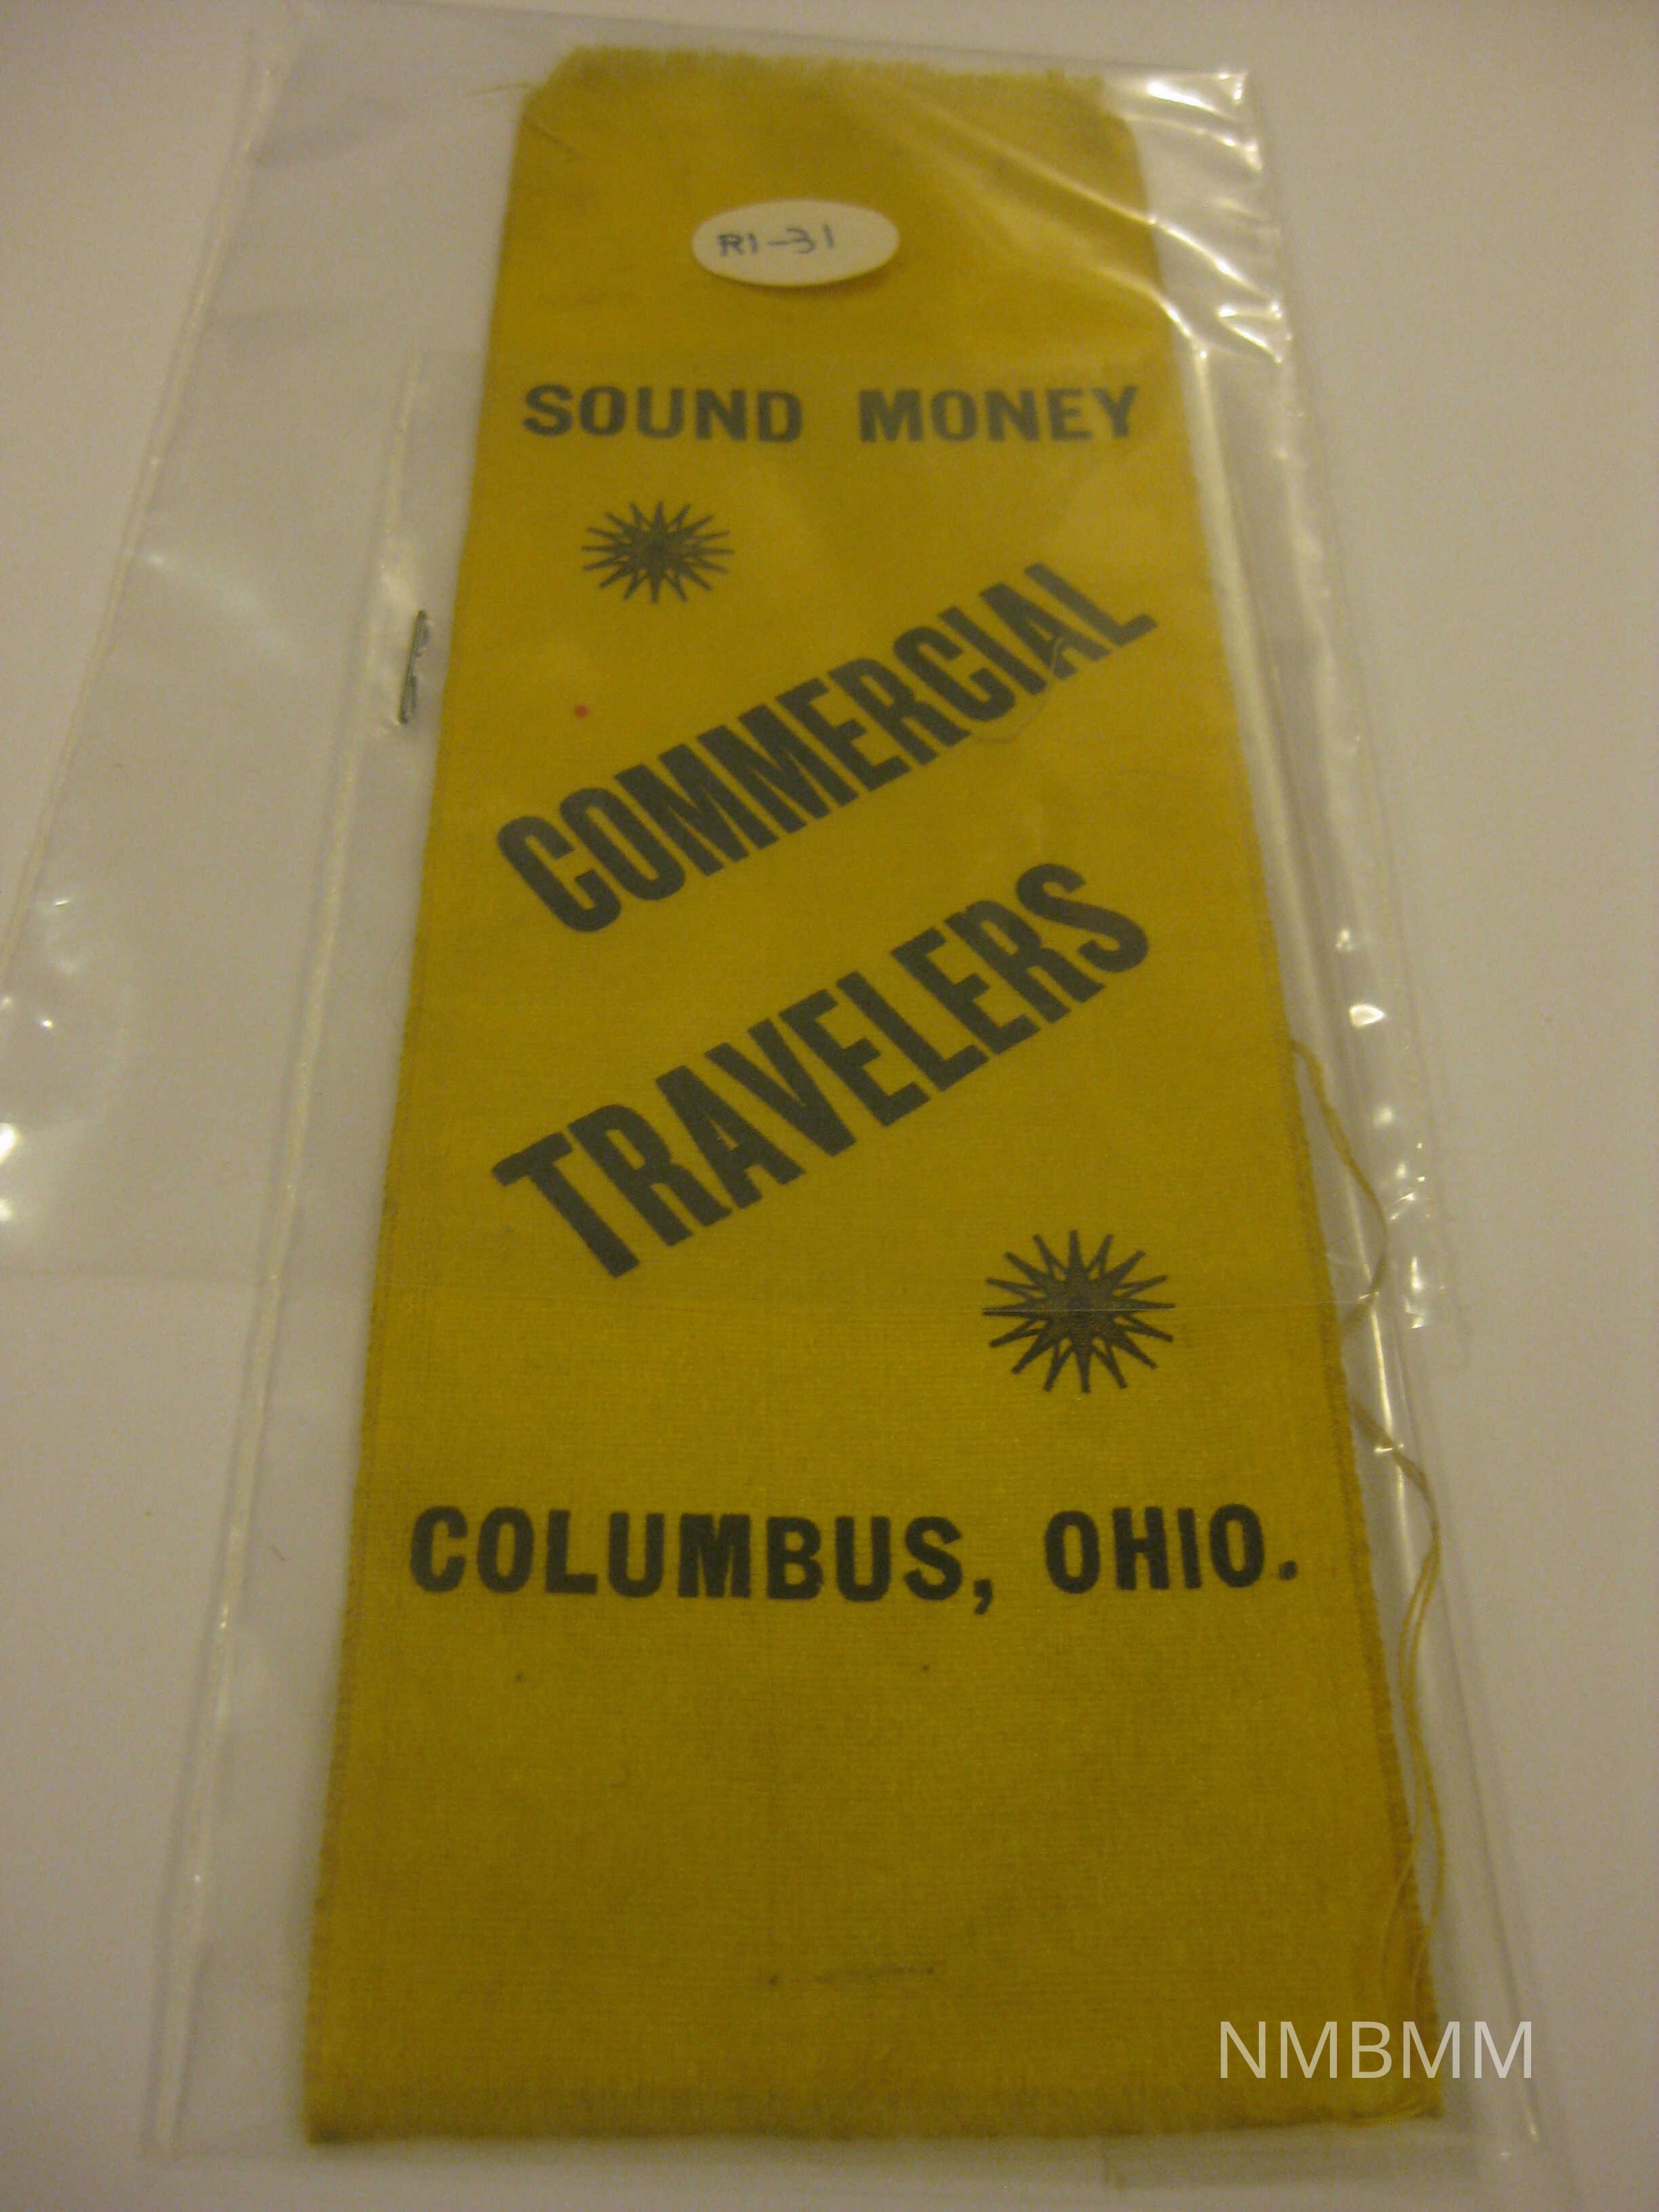 R1-31
SOUND MONEY
COMMERCIAL
TRAVELERS
COLUMBUS, OHIO.
NMBMM